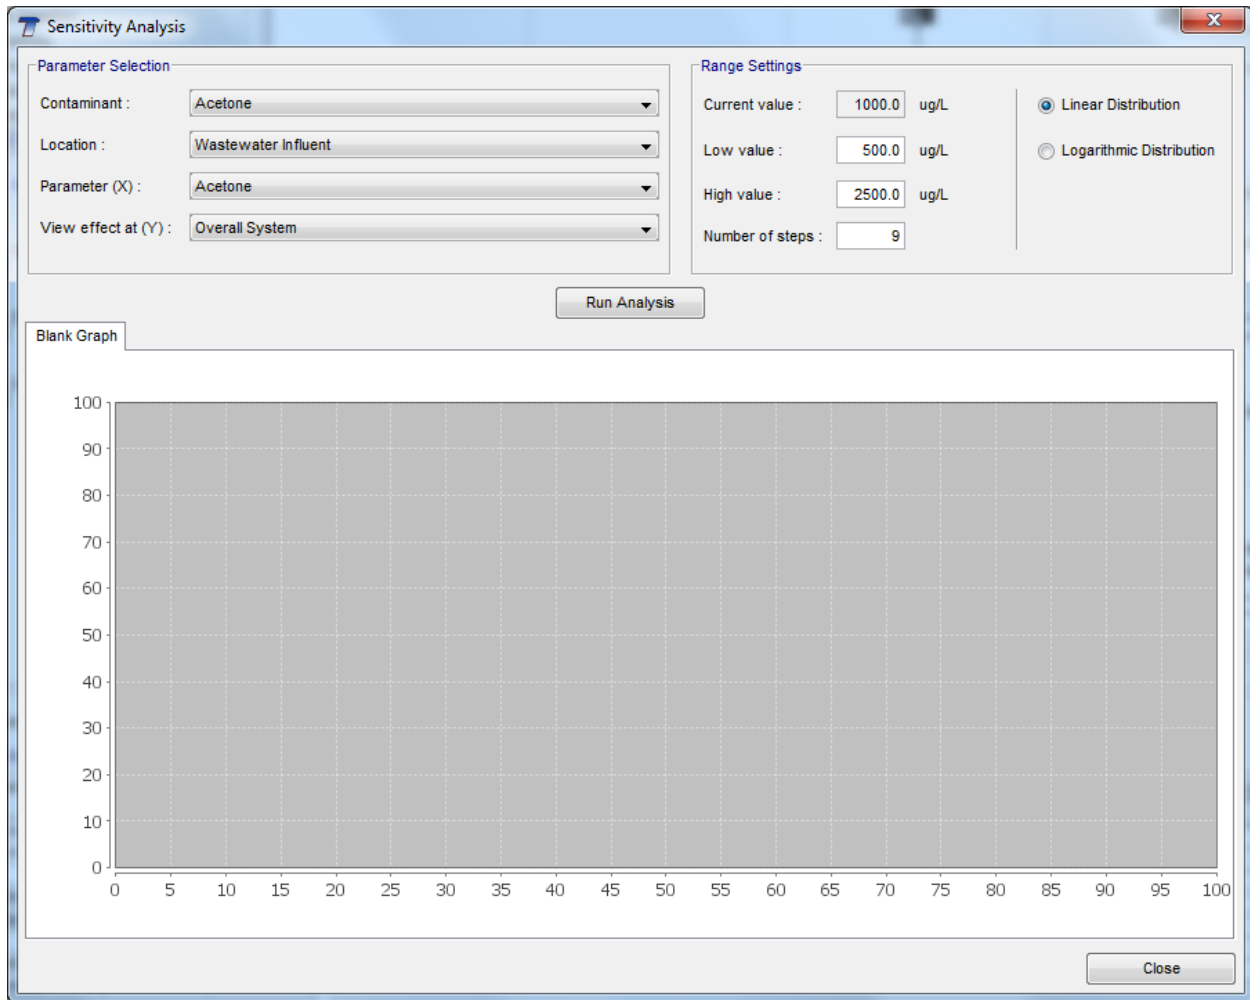 Sensitivity Analysis
Parameter Selection
Contaminant : Acetone
Location : Wastewater Influent
Parameter (X) : Acetone
View effect at (Y) : Overall System
Range Settings
Current value : 1000.0 ug/L
Low value : 500.0 ug/L
High value : 2500.0 ug/L
Number of steps : 9
Linear Distribution
Logarithmic Distribution
Run Analysis
Blank Graph
100
90
80
70
60
50
40
30
20
10
0
0 5 10 15 20 25 30 35 40 45 50 55 60 65 70 75 80 85 90 95 100
Close